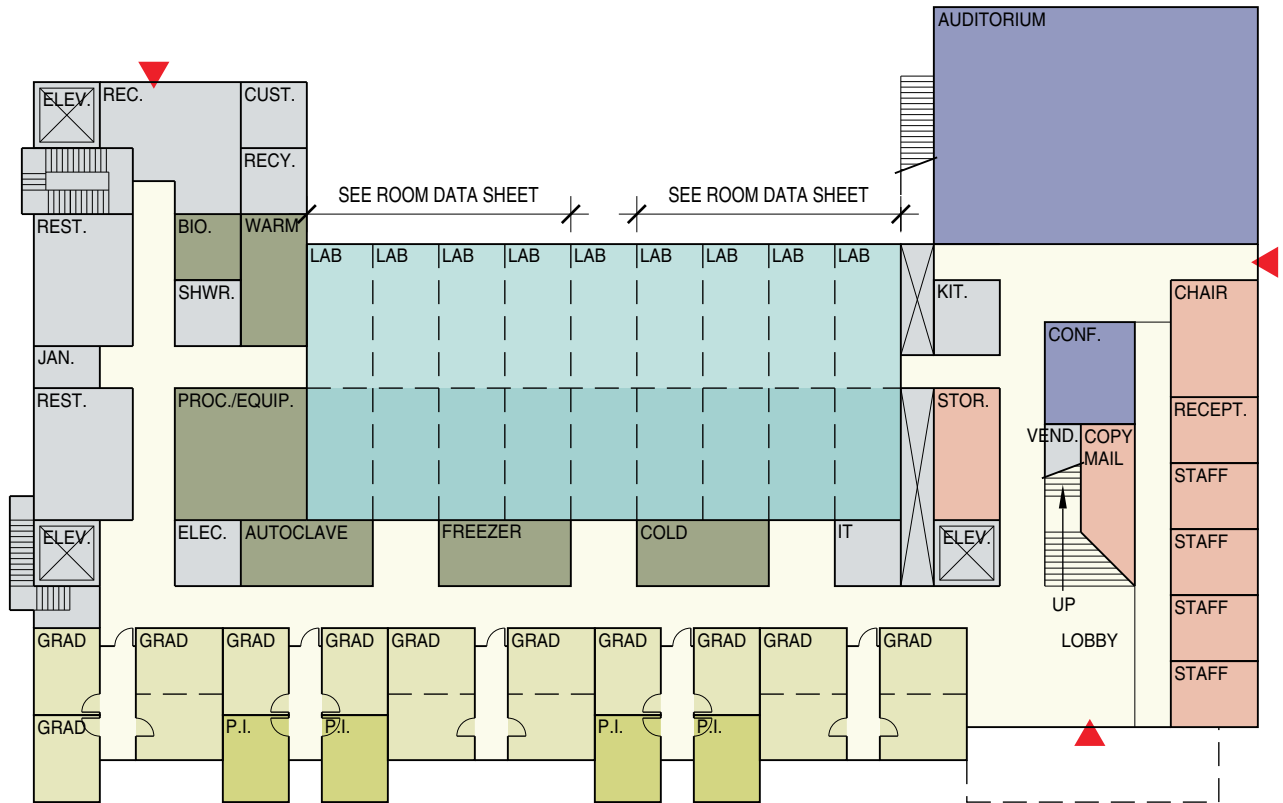 AUDITORIUM
ELEV.
REC.
CUST.
RECY.
SEE ROOM DATA SHEET
SEE ROOM DATA SHEET
REST.
BIO.
WARM
LAB
LAB
LAB
LAB
LAB
LAB
LAB
LAB
LAB
SHWR.
KIT.
CHAIR
CONF.
JAN.
REST.
PROC./EQUIP.
STOR.
RECEPT.
VEND.
COPY
MAIL
STAFF
ELEV.
ELEC.
AUTOCLAVE
FREEZER
COLD
IT
ELEV.
STAFF
UP
STAFF
LOBBY
GRAD
GRAD
GRAD
GRAD
GRAD
GRAD
GRAD
GRAD
GRAD
GRAD
STAFF
GRAD
P.I.
P.I.
P.I.
P.I.